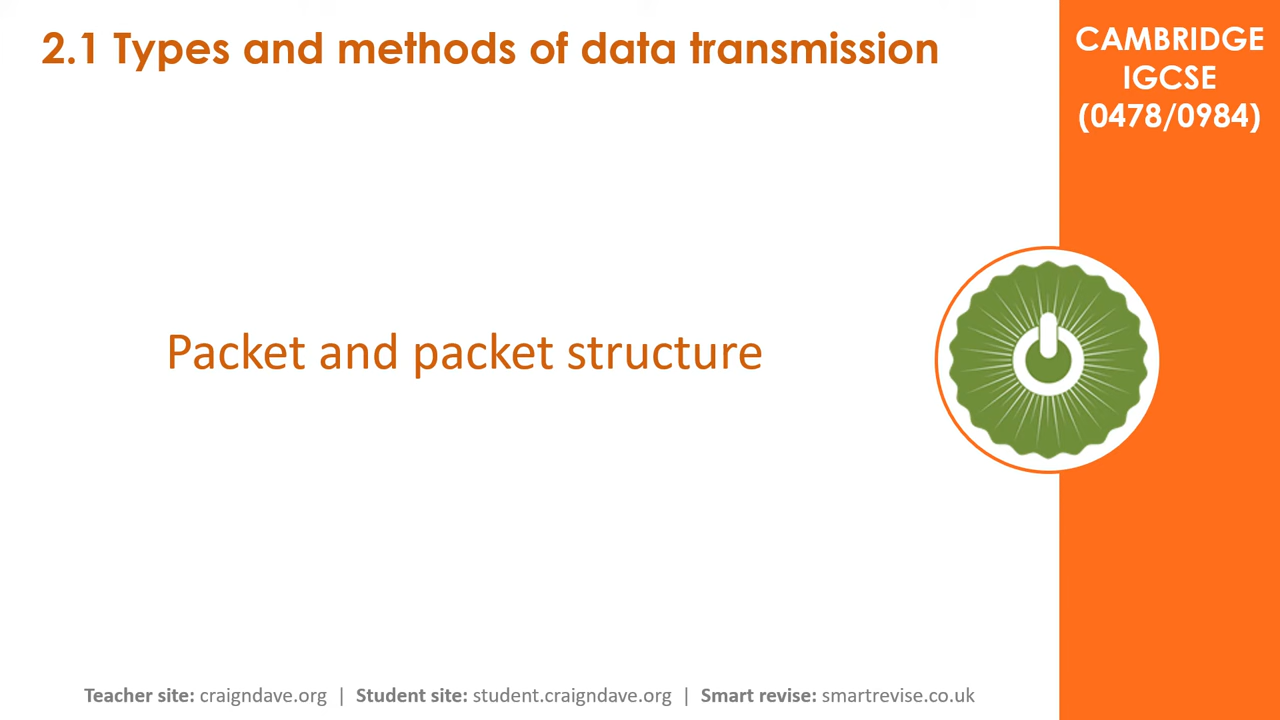 2.1 Types and methods of data transmission
CAMBRIDGE
IGCSE
(0478/0984)
Packet and packet structure
Teacher site: craigndave.org | Student site: student.craigndave.org | Smart revise: smartrevise.co.uk